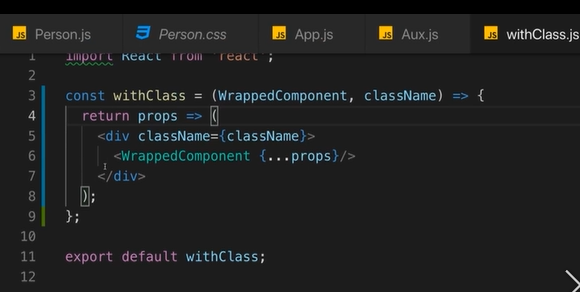 JS Person.js Person.css JS App.js JS Aux.js JS withClass.js
1 import React from 'react';
2
3 const withClass = (WrappedComponent, className) => {
4 return props => (
5 <div className={className}>
6 <WrappedComponent {...props}/>
7 </div>
8 );
9 };
10
11 export default withClass;
12